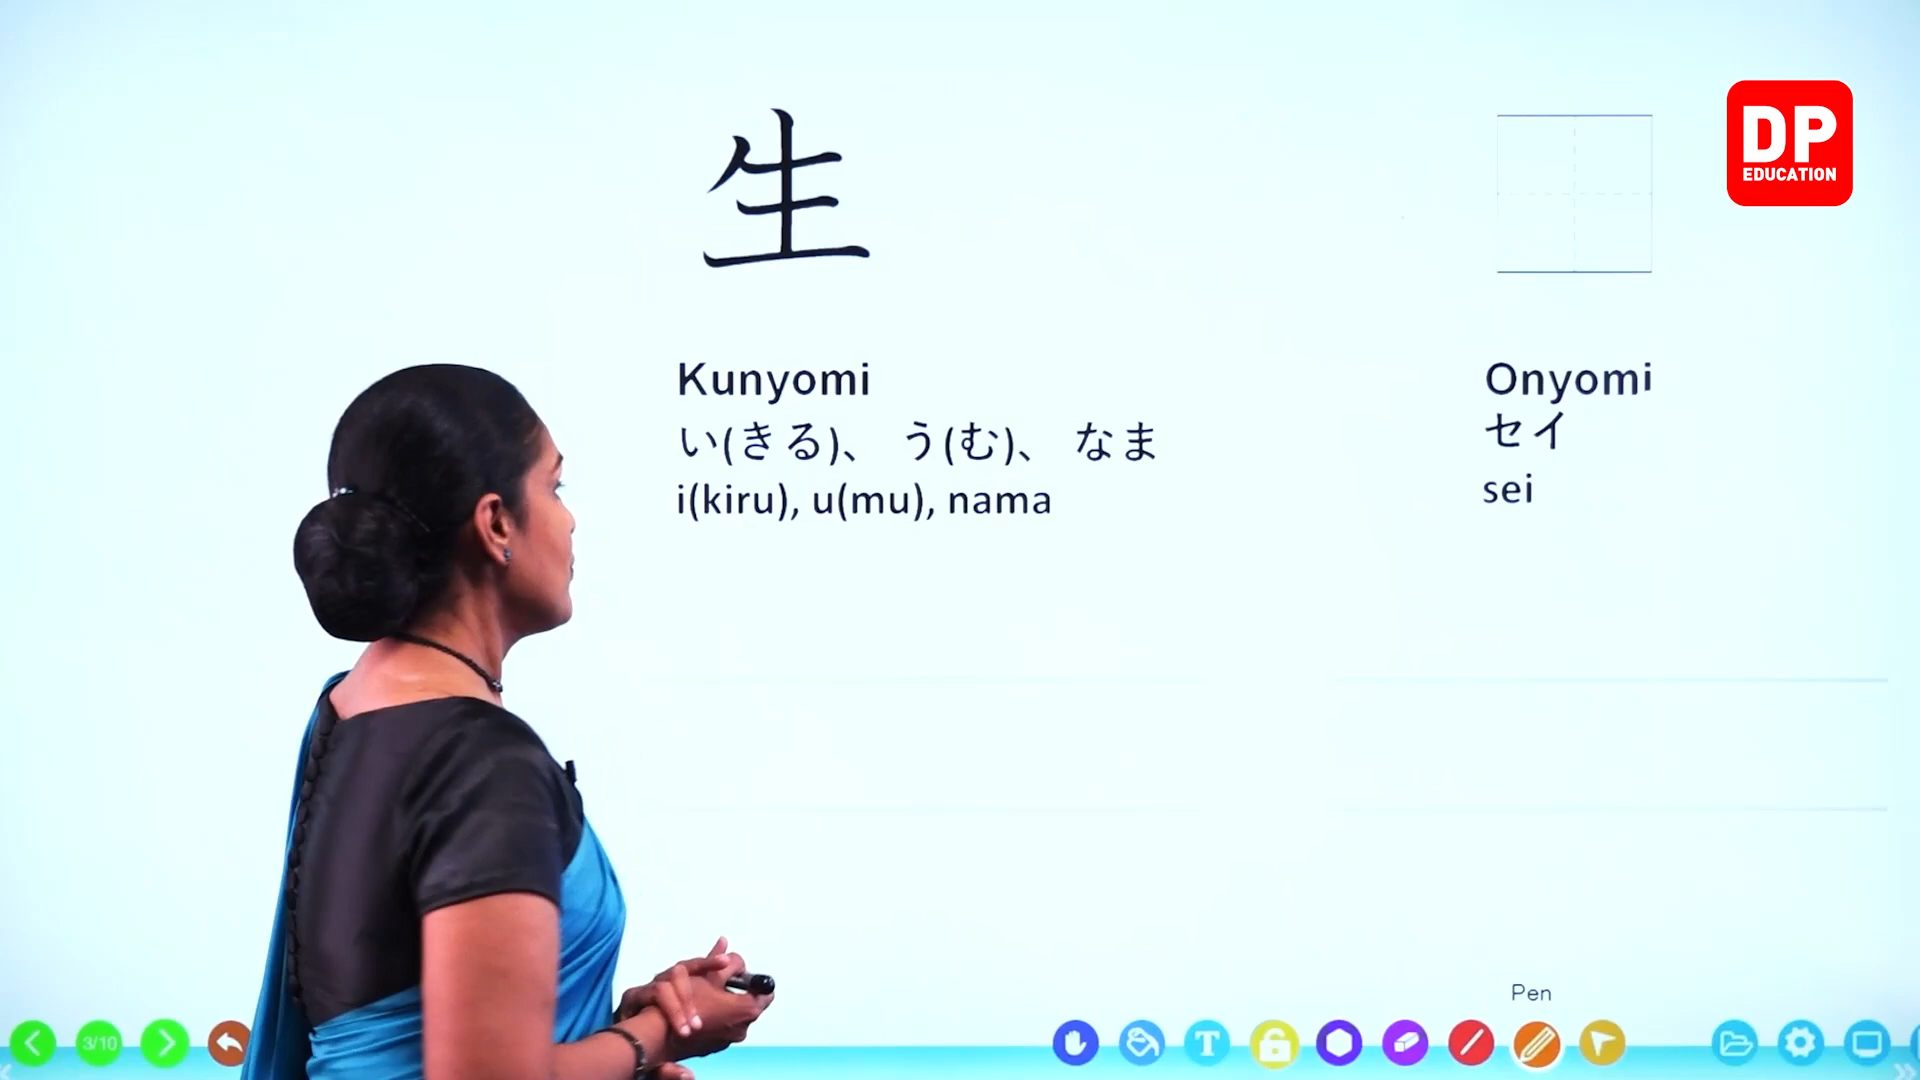 生
DP
EDUCATION
Kunyomi
い(きる)、 う(む)、 なま
i(kiru), u(mu), nama
Onyomi
セイ
sei
Pen
3/10
T